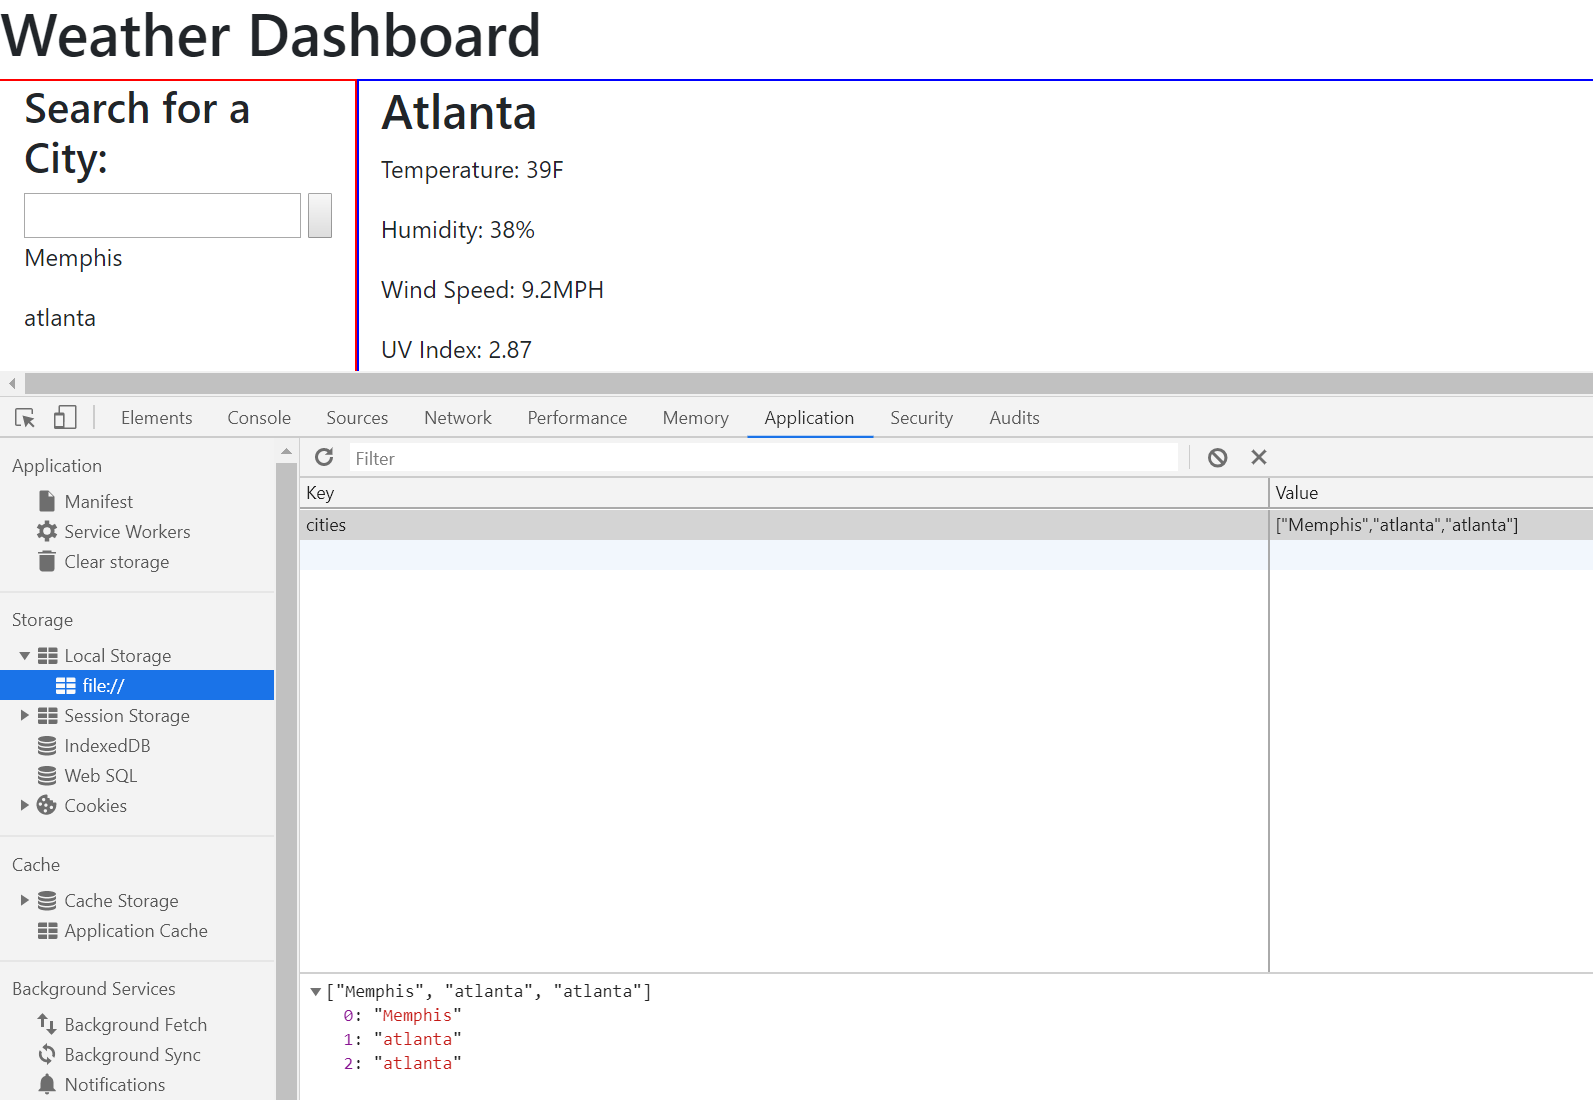 Weather Dashboard
Search for a
City:
Memphis
atlanta
Atlanta
Temperature: 39F
Humidity: 38%
Wind Speed: 9.2MPH
UV Index: 2.87
Elements Console Sources Network Performance Memory Application Security Audits
Application
Manifest
Service Workers
Clear storage
Storage
Local Storage
file://
Session Storage
IndexedDB
Web SQL
Cookies
Cache
Cache Storage
Application Cache
Background Services
Background Fetch
Background Sync
Notifications
Filter
Key Value
cities ["Memphis","atlanta","atlanta"]
["Memphis", "atlanta", "atlanta"]
0: "Memphis"
1: "atlanta"
2: "atlanta"